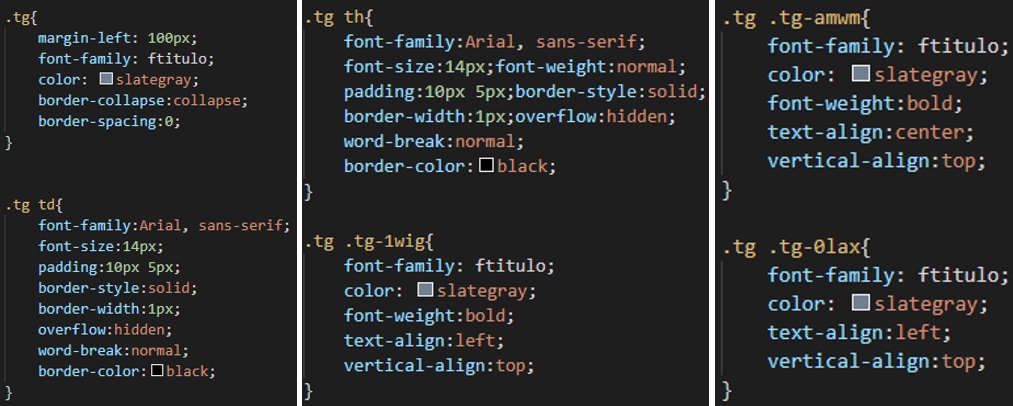 .tg{
margin-left: 100px;
font-family: ftitulo;
color: slategray;
border-collapse:collapse;
border-spacing:0;
}
.tg td{
font-family:Arial, sans-serif;
font-size:14px;
padding:10px 5px;
border-style:solid;
border-width:1px;
overflow:hidden;
word-break:normal;
border-color: black;
}
.tg th{
font-family:Arial, sans-serif;
font-size:14px;font-weight:normal;
padding:10px 5px;border-style:solid;
border-width:1px;overflow:hidden;
word-break:normal;
border-color: black;
}
.tg .tg-1wig{
font-family: ftitulo;
color: slategray;
font-weight:bold;
text-align:left;
vertical-align:top;
}
.tg .tg-amwm{
font-family: ftitulo;
color: slategray;
font-weight:bold;
text-align:center;
vertical-align:top;
}
.tg .tg-0lax{
font-family: ftitulo;
color: slategray;
text-align:left;
vertical-align:top;
}